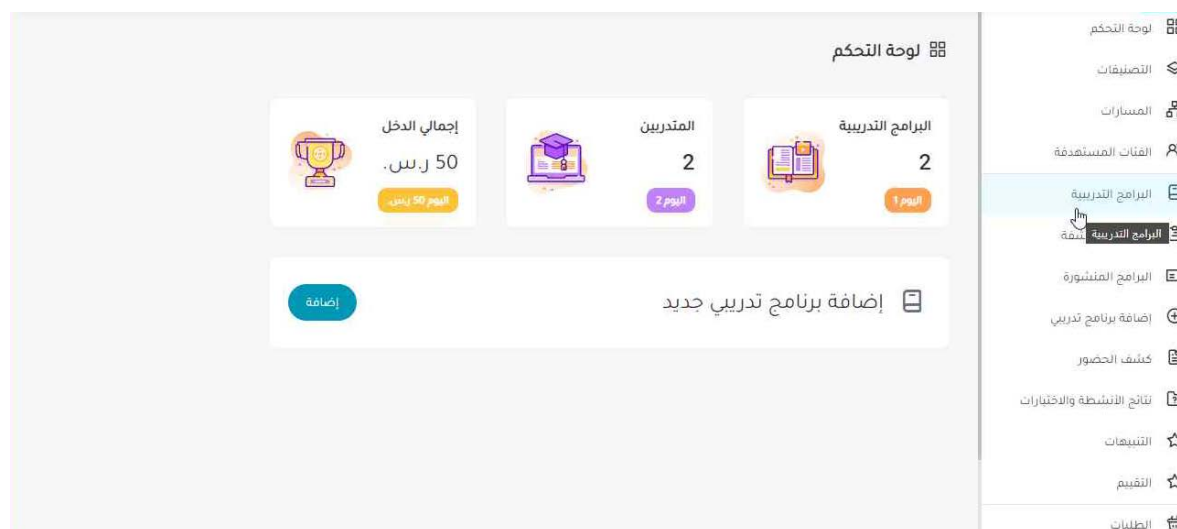 لوحة التحكم
التصنيفات
المسارات
الفئات المستهدفة
البرامج التدريبية
البرامج التدريبية
البرامج المنشورة
إضافة برنامج تدريبي
كشف الحضور
نتائج الأنشطة والاختبارات
التنبيهات
التقييم
الطلبات
لوحة التحكم
البرامج التدريبية
2
اليوم 1
المتدربين
2
اليوم 2
إجمالي الدخل
50 ر.س.
اليوم 50 ر.س.
إضافة برنامج تدريبي جديد
إضافة